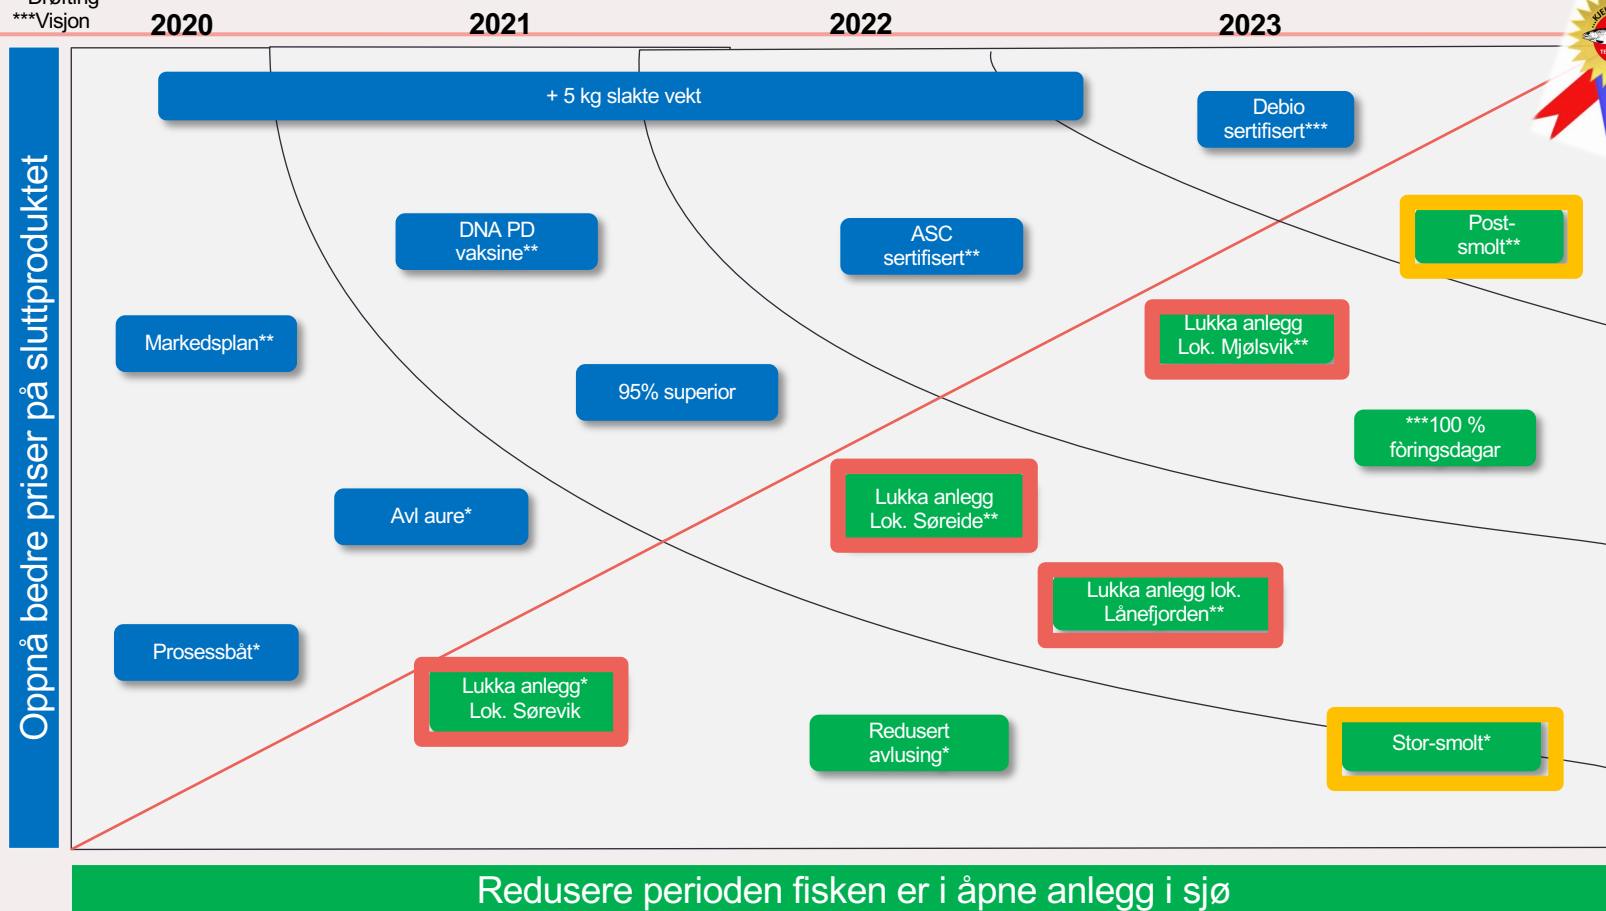 ***Visjon
2020
2021
2022
2023
+ 5 kg slakte vekt
Debio
sertifisert***
DNA PD
vaksine**
ASC
sertifisert**
Post-
smolt**
Markedsplan**
Lukka anlegg
Lok. Mjølsvik**
95% superior
***100 %
fòringsdagar
Avl aure*
Lukka anlegg
Lok. Søreide**
Lukka anlegg lok.
Lånefjorden**
Prosessbåt*
Lukka anlegg*
Lok. Sørevik
Redusert
avlusing*
Stor-smolt*
Oppnå bedre priser på sluttproduktet
Redusere perioden fisken er i åpne anlegg i sjø